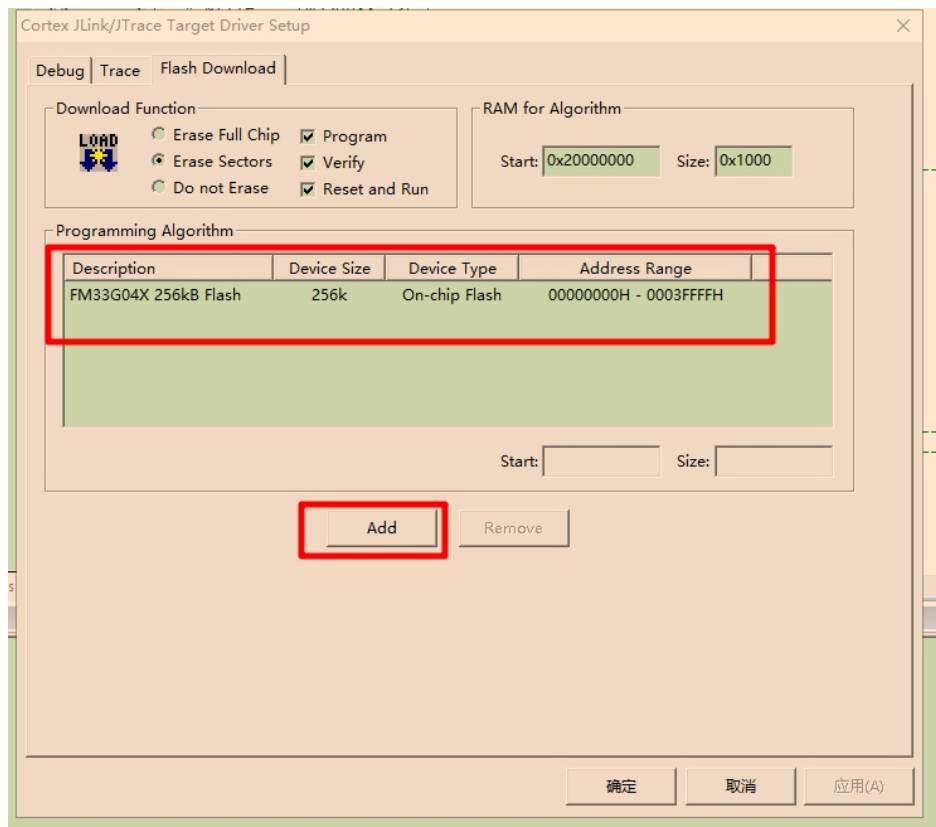 Cortex JLink/JTrace Target Driver Setup
Debug Trace Flash Download
Download Function
RAM for Algorithm
LOAD
Erase Full Chip Program
Erase Sectors Verify
Do not Erase Reset and Run
Start: 0x20000000 Size: 0x1000
Programming Algorithm
Description Device Size Device Type Address Range
FM33G04X 256kB Flash 256k On-chip Flash 00000000H - 0003FFFFH
Start: Size:
Add Remove
确定 取消 应用(A)